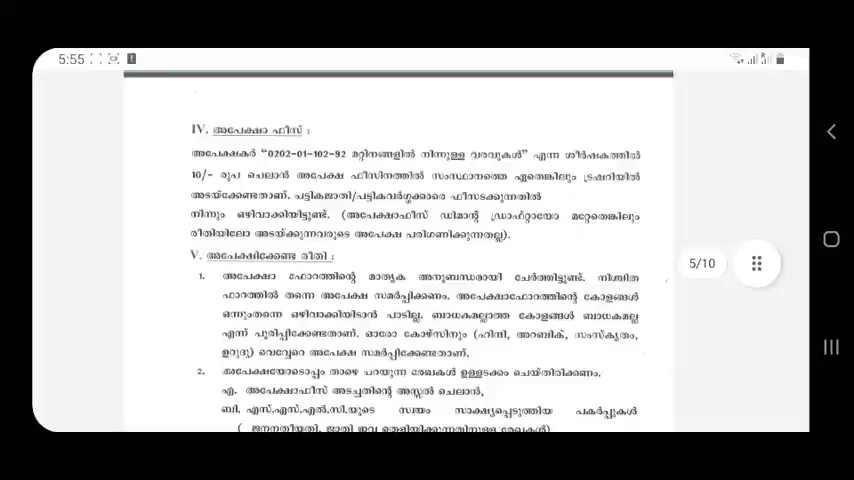 5:55
IV. അപേക്ഷാ ഫീസ് :
അപേക്ഷകർ "0202-01-102-92 മറ്റിനങ്ങളിൽ നിന്നുള്ള വരവുകൾ" എന്ന ശീർഷകത്തിൽ
10/- രൂപ ചെലാൻ അപേക്ഷ ഫീസിനത്തിൽ സംസ്ഥാനത്തെ ഏതെങ്കിലും ട്രഷറിയിൽ
അടയ്ക്കേണ്ടതാണ്. പട്ടികജാതി/പട്ടികവർഗ്ഗക്കാരെ ഫീസടക്കുന്നതിൽ
നിന്നും ഒഴിവാക്കിയിട്ടുണ്ട്. (അപേക്ഷാഫീസ് ഡിമാന്റ് ഡ്രാഫ്റ്റായോ മറ്റേതെങ്കിലും
രീതിയിലോ അടയ്ക്കുന്നവരുടെ അപേക്ഷ പരിഗണിക്കുന്നതല്ല).
V. അപേക്ഷിക്കേണ്ട രീതി :
1. അപേക്ഷാ ഫോറത്തിന്റെ മാതൃക അനുബന്ധമായി ചേർത്തിട്ടുണ്ട്. നിശ്ചിത
ഫാറത്തിൽ തന്നെ അപേക്ഷ സമർപ്പിക്കണം. അപേക്ഷാഫോറത്തിന്റെ കോളങ്ങൾ
ഒന്നുംതന്നെ ഒഴിവാക്കിയിടാൻ പാടില്ല. ബാധകമല്ലാത്ത കോളങ്ങൾ ബാധകമല്ല
എന്ന് പൂരിപ്പിക്കേണ്ടതാണ്. ഓരോ കോഴ്സിനും (ഹിന്ദി, അറബിക്, സംസ്കൃതം,
ഉറുദു) വെവ്വേറെ അപേക്ഷ സമർപ്പിക്കേണ്ടതാണ്.
2. അപേക്ഷയോടൊപ്പം താഴെ പറയുന്ന രേഖകൾ ഉള്ളടക്കം ചെയ്തിരിക്കണം.
എ. അപേക്ഷാഫീസ് അടച്ചതിന്റെ അസ്സൽ ചെലാൻ,
ബി. എസ്.എസ്.എൽ.സി.യുടെ സ്വയം സാക്ഷ്യപ്പെടുത്തിയ പകർപ്പുകൾ
( ജനനതീയതി, ജാതി ഇവ തെളിയിക്കുന്നതിനുള്ള രേഖകൾ)
5/10